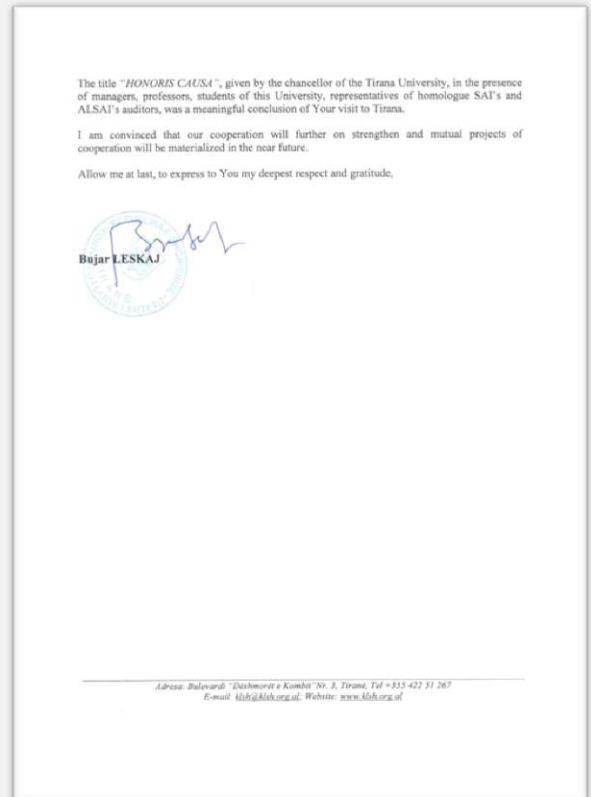 The title "HONORIS CAUSA", given by the chancellor of the Tirana University, in the presence
of managers, professors, students of this University, representatives of homologue SAI's and
ALSAI's auditors, was a meaningful conclusion of Your visit to Tirana.
I am convinced that our cooperation will further on strengthen and mutual projects of
cooperation will be materialized in the near future.
Allow me at last, to express to You my deepest respect and gratitude,
Bujar LESKAJ
Adresa: Bulevardi "Dëshmorët e Kombit" Nr. 3, Tiranë, Tel +355 422 51 267
E-mail: klsh@klsh.org.al; Website: www.klsh.org.al